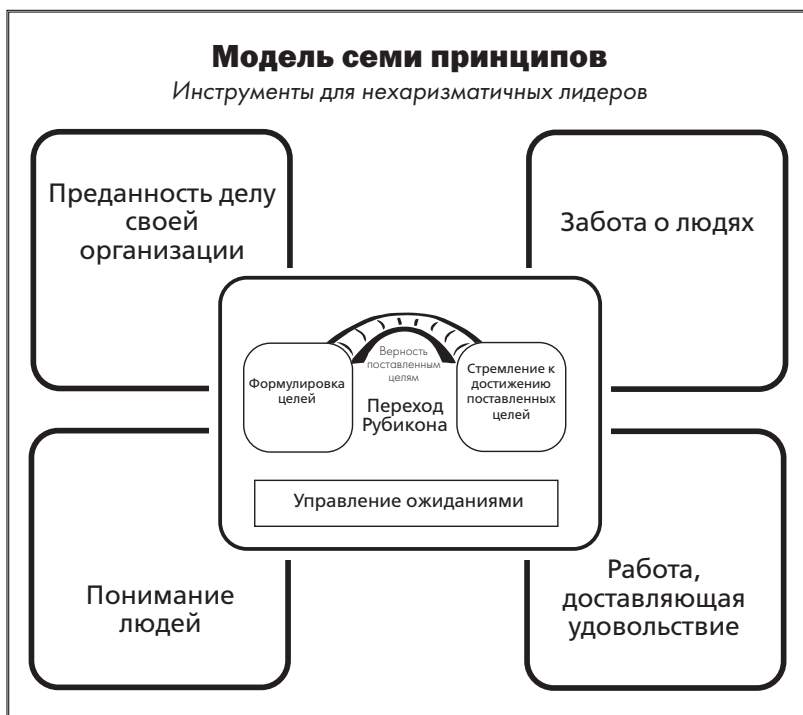 Модель семи принципов
Инструменты для нехаризматичных лидеров
Преданность делу
своей
организации
Забота о людях
Верность
поставленным
целям
Формулировка
целей
Переход
Рубикона
Стремление к
достижению
поставленных
целей
Управление ожиданиями
Понимание
людей
Работа,
доставляющая
удовольствие